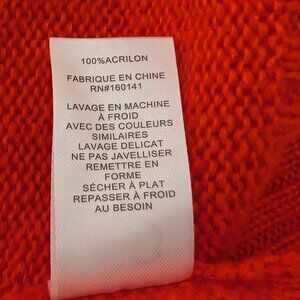 100%ACRILON
FABRIQUE EN CHINE
RN#160141
LAVAGE EN MACHINE
À FROID
AVEC DES COULEURS
SIMILAIRES
LAVAGE DELICAT
NE PAS JAVELLISER
REMETTRE EN
FORME
SÉCHER À PLAT
REPASSER À FROID
AU BESOIN